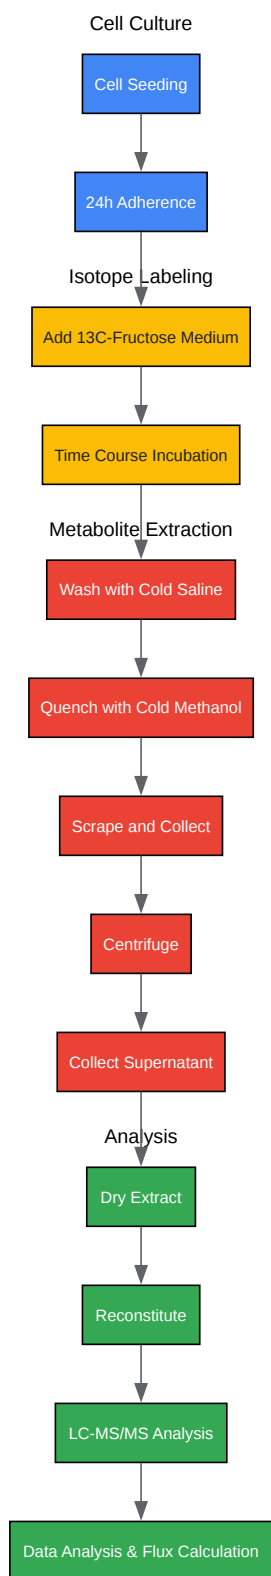 Cell Culture
Cell Seeding
24h Adherence
Isotope Labeling
Add 13C-Fructose Medium
Time Course Incubation
Metabolite Extraction
Wash with Cold Saline
Quench with Cold Methanol
Scrape and Collect
Centrifuge
Collect Supernatant
Analysis
Dry Extract
Reconstitute
LC-MS/MS Analysis
Data Analysis & Flux Calculation